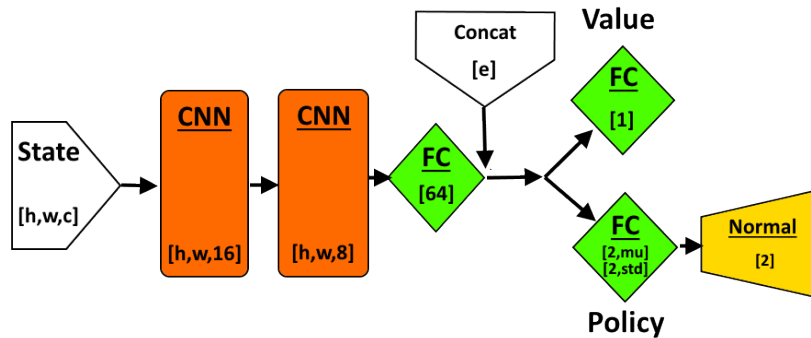 State
[h,w,c]
CNN
[h,w,16]
CNN
[h,w,8]
FC
[64]
Concat
[e]
Value
FC
[1]
FC
[2,mu]
[2,std]
Policy
Normal
[2]